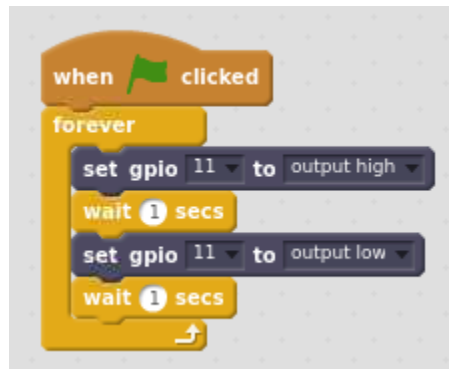 when clicked
forever
set gpio 11 to output high
wait 1 secs
set gpio 11 to output low
wait 1 secs